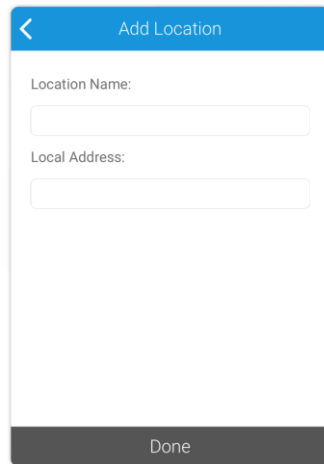 Add Location
Location Name:
Local Address:
Done